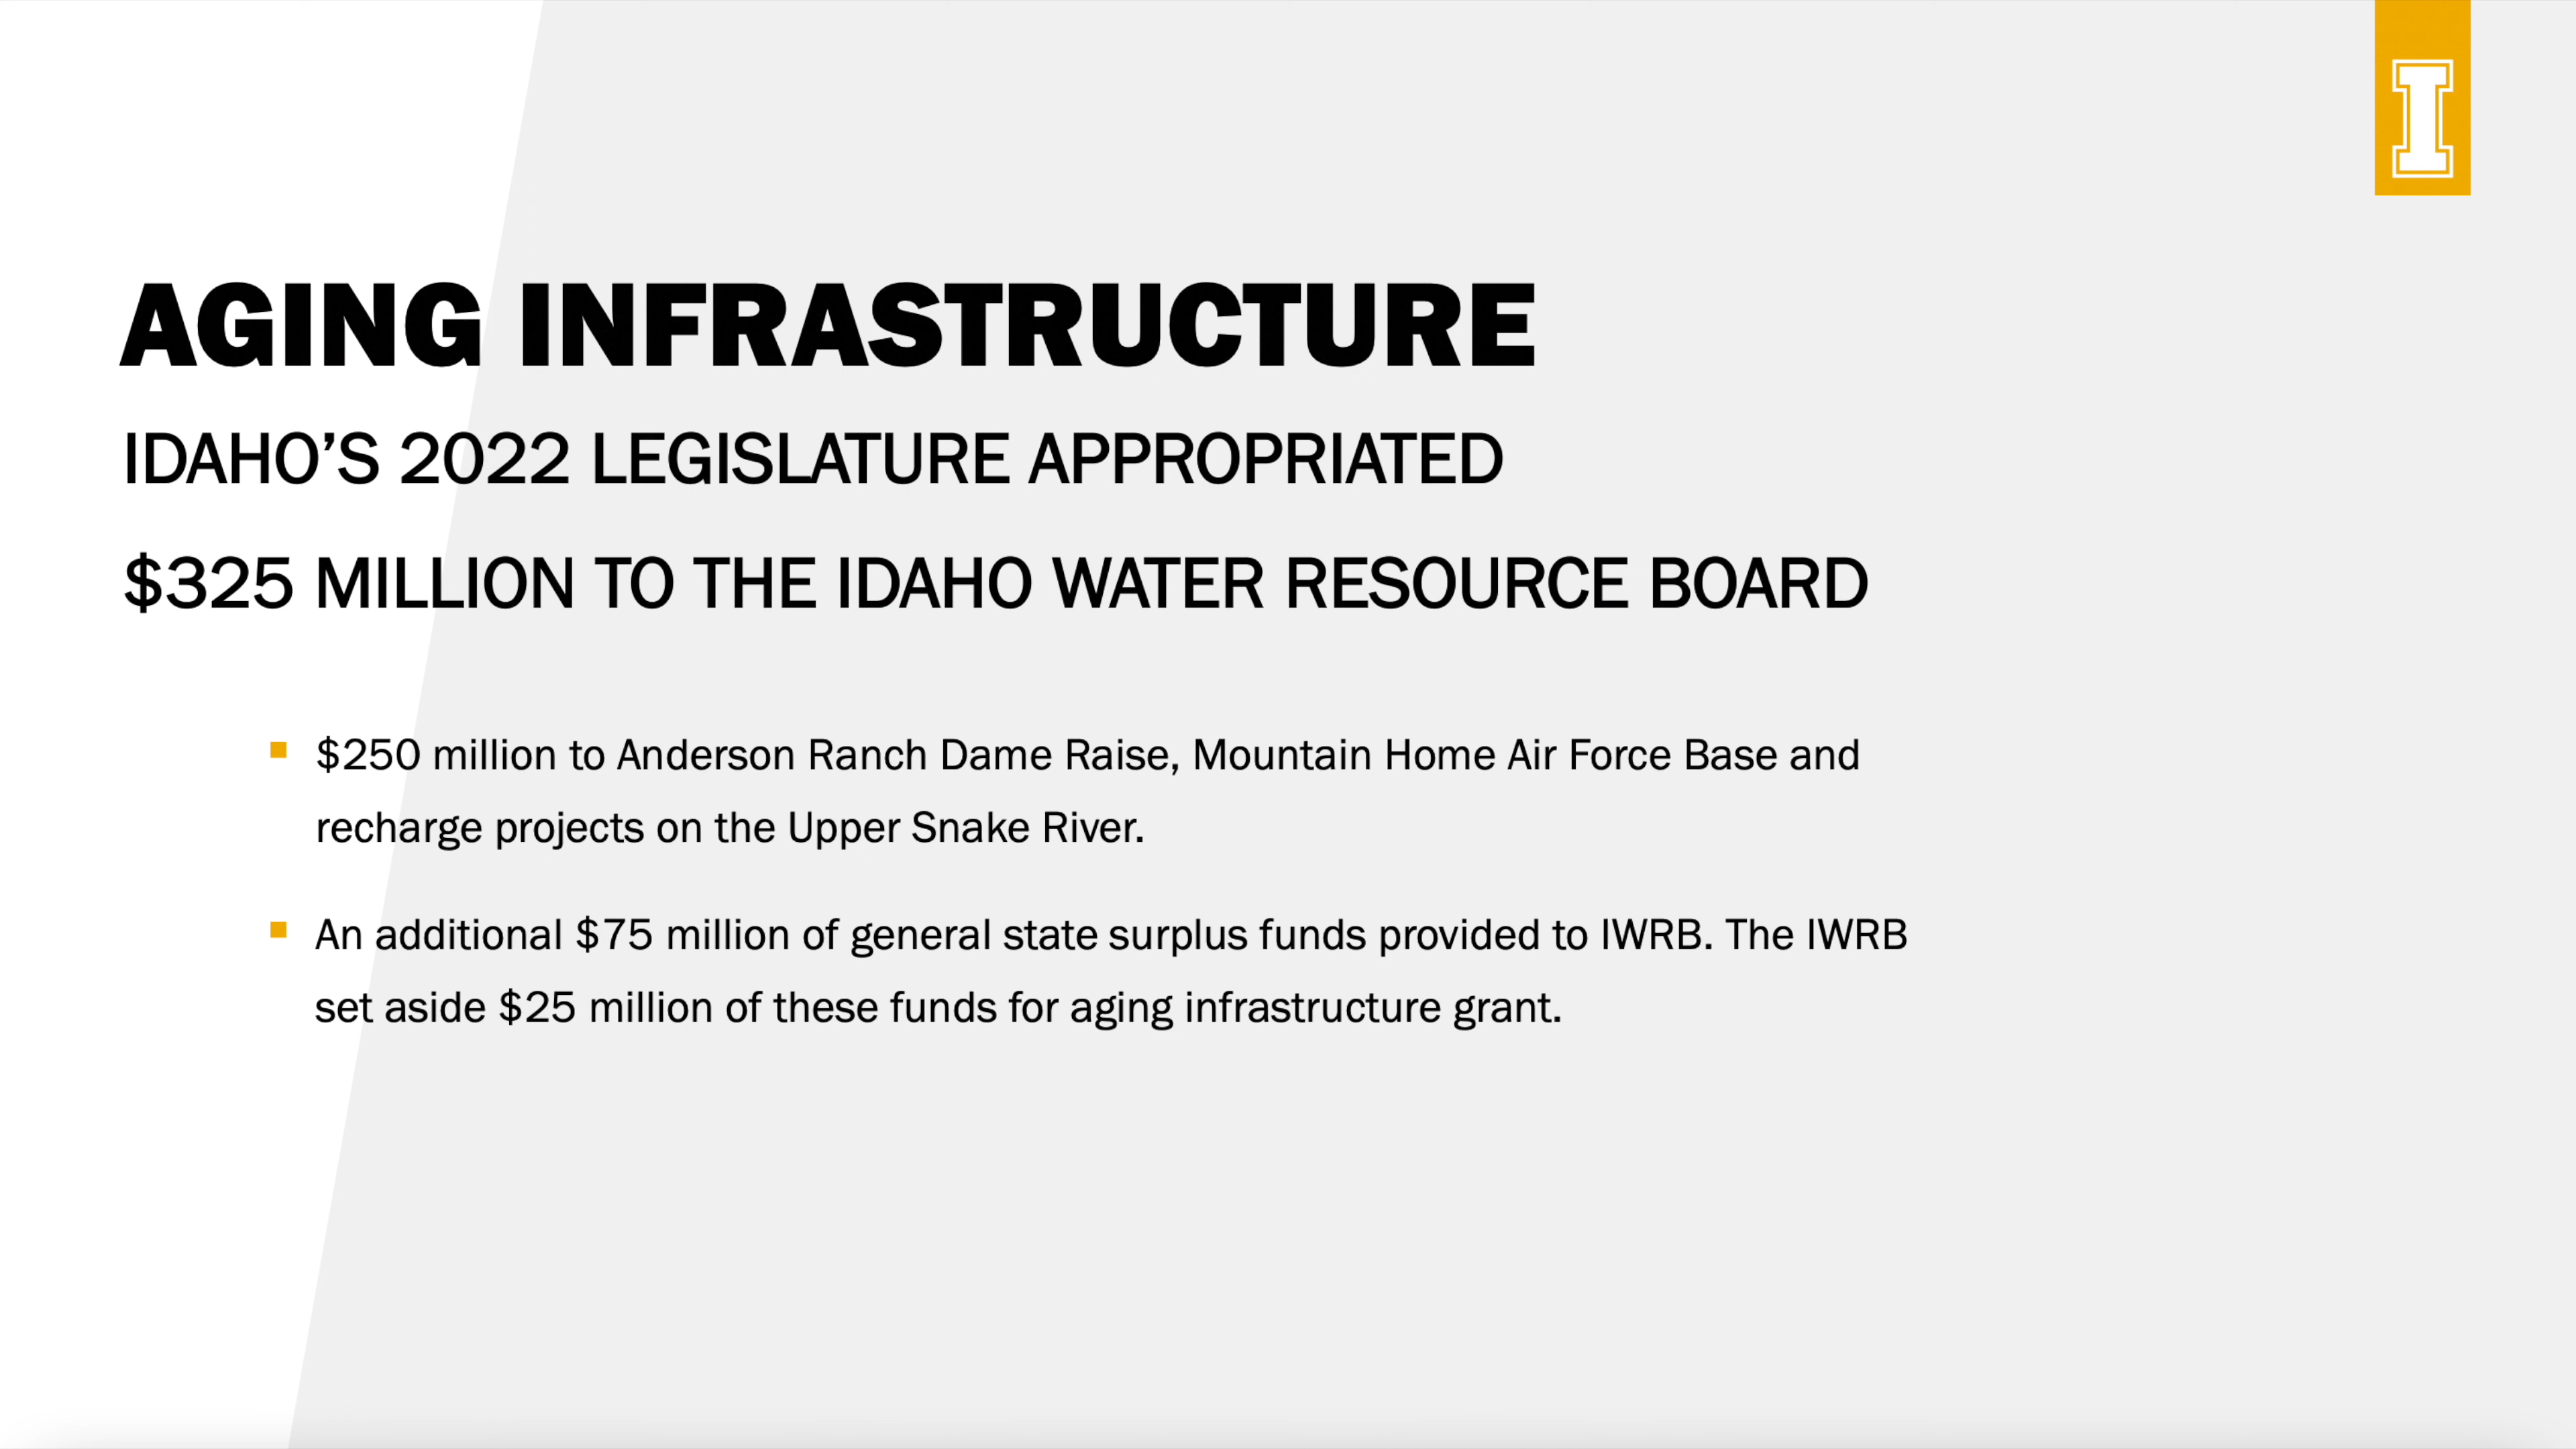 I
AGING INFRASTRUCTURE
IDAHO’S 2022 LEGISLATURE APPROPRIATED
$325 MILLION TO THE IDAHO WATER RESOURCE BOARD
$250 million to Anderson Ranch Dame Raise, Mountain Home Air Force Base and
recharge projects on the Upper Snake River.
An additional $75 million of general state surplus funds provided to IWRB. The IWRB
set aside $25 million of these funds for aging infrastructure grant.